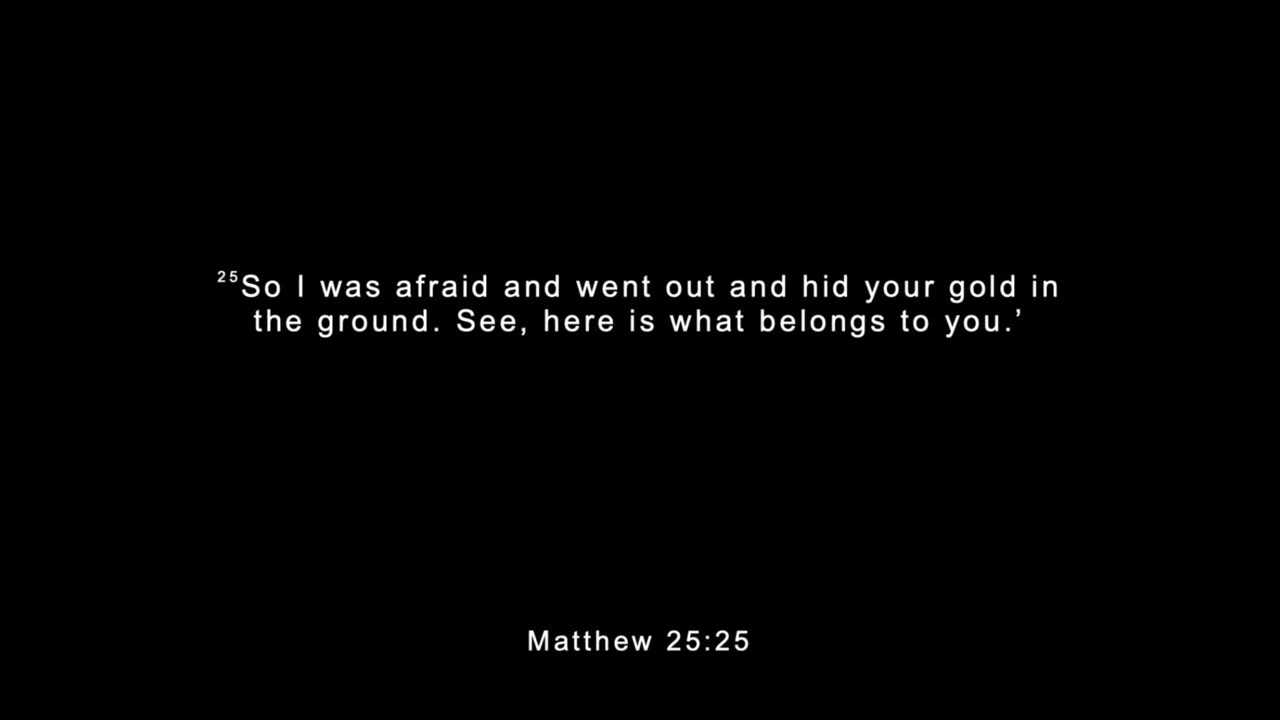 ²⁵So I was afraid and went out and hid your gold in
the ground. See, here is what belongs to you.’
Matthew 25:25